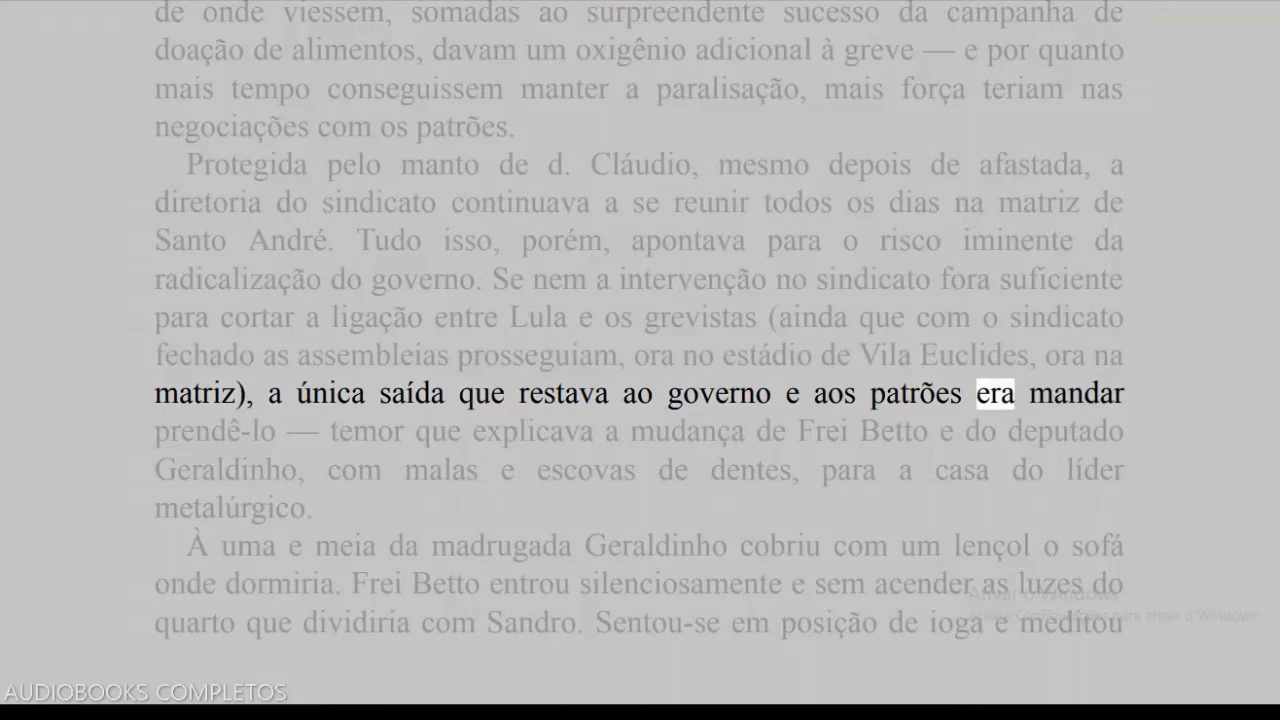 de onde viessem, somadas ao surpreendente sucesso da campanha de
doação de alimentos, davam um oxigênio adicional à greve — e por quanto
mais tempo conseguissem manter a paralisação, mais força teriam nas
negociações com os patrões.
Protegida pelo manto de d. Cláudio, mesmo depois de afastada, a
diretoria do sindicato continuava a se reunir todos os dias na matriz de
Santo André. Tudo isso, porém, apontava para o risco iminente da
radicalização do governo. Se nem a intervenção no sindicato fora suficiente
para cortar a ligação entre Lula e os grevistas (ainda que com o sindicato
fechado as assembleias prosseguiam, ora no estádio de Vila Euclides, ora na
matriz), a única saída que restava ao governo e aos patrões era mandar
prendê-lo — temor que explicava a mudança de Frei Betto e do deputado
Geraldinho, com malas e escovas de dentes, para a casa do líder
metalúrgico.
À uma e meia da madrugada Geraldinho cobriu com um lençol o sofá
onde dormiria. Frei Betto entrou silenciosamente e sem acender as luzes do
quarto que dividiria com Sandro. Sentou-se em posição de ioga e meditou
Ativar o Windows
Acesse Configurações para ativar o Windows.
AUDIOBOOKS COMPLETOS